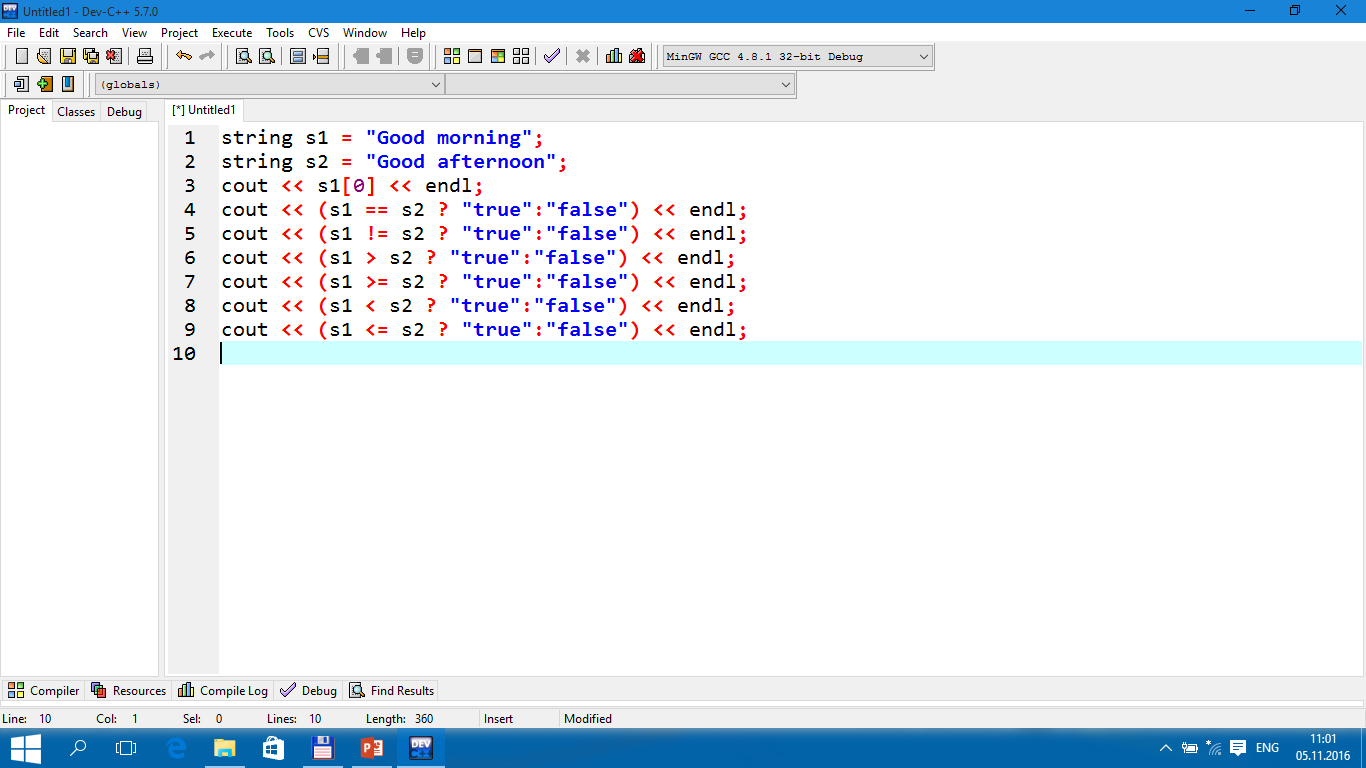 Untitled1 - Dev-C++ 5.7.0
File Edit Search View Project Execute Tools CVS Window Help
MinGW GCC 4.8.1 32-bit Debug
(globals)
Project Classes Debug [*] Untitled1
1 string s1 = "Good morning";
2 string s2 = "Good afternoon";
3 cout << s1[0] << endl;
4 cout << (s1 == s2 ? "true":"false") << endl;
5 cout << (s1 != s2 ? "true":"false") << endl;
6 cout << (s1 > s2 ? "true":"false") << endl;
7 cout << (s1 >= s2 ? "true":"false") << endl;
8 cout << (s1 < s2 ? "true":"false") << endl;
9 cout << (s1 <= s2 ? "true":"false") << endl;
10
Compiler Resources Compile Log Debug Find Results
Line: 10 Col: 1 Sel: 0 Lines: 10 Length: 360 Insert Modified
DEV C++
ENG
11:01
05.11.2016